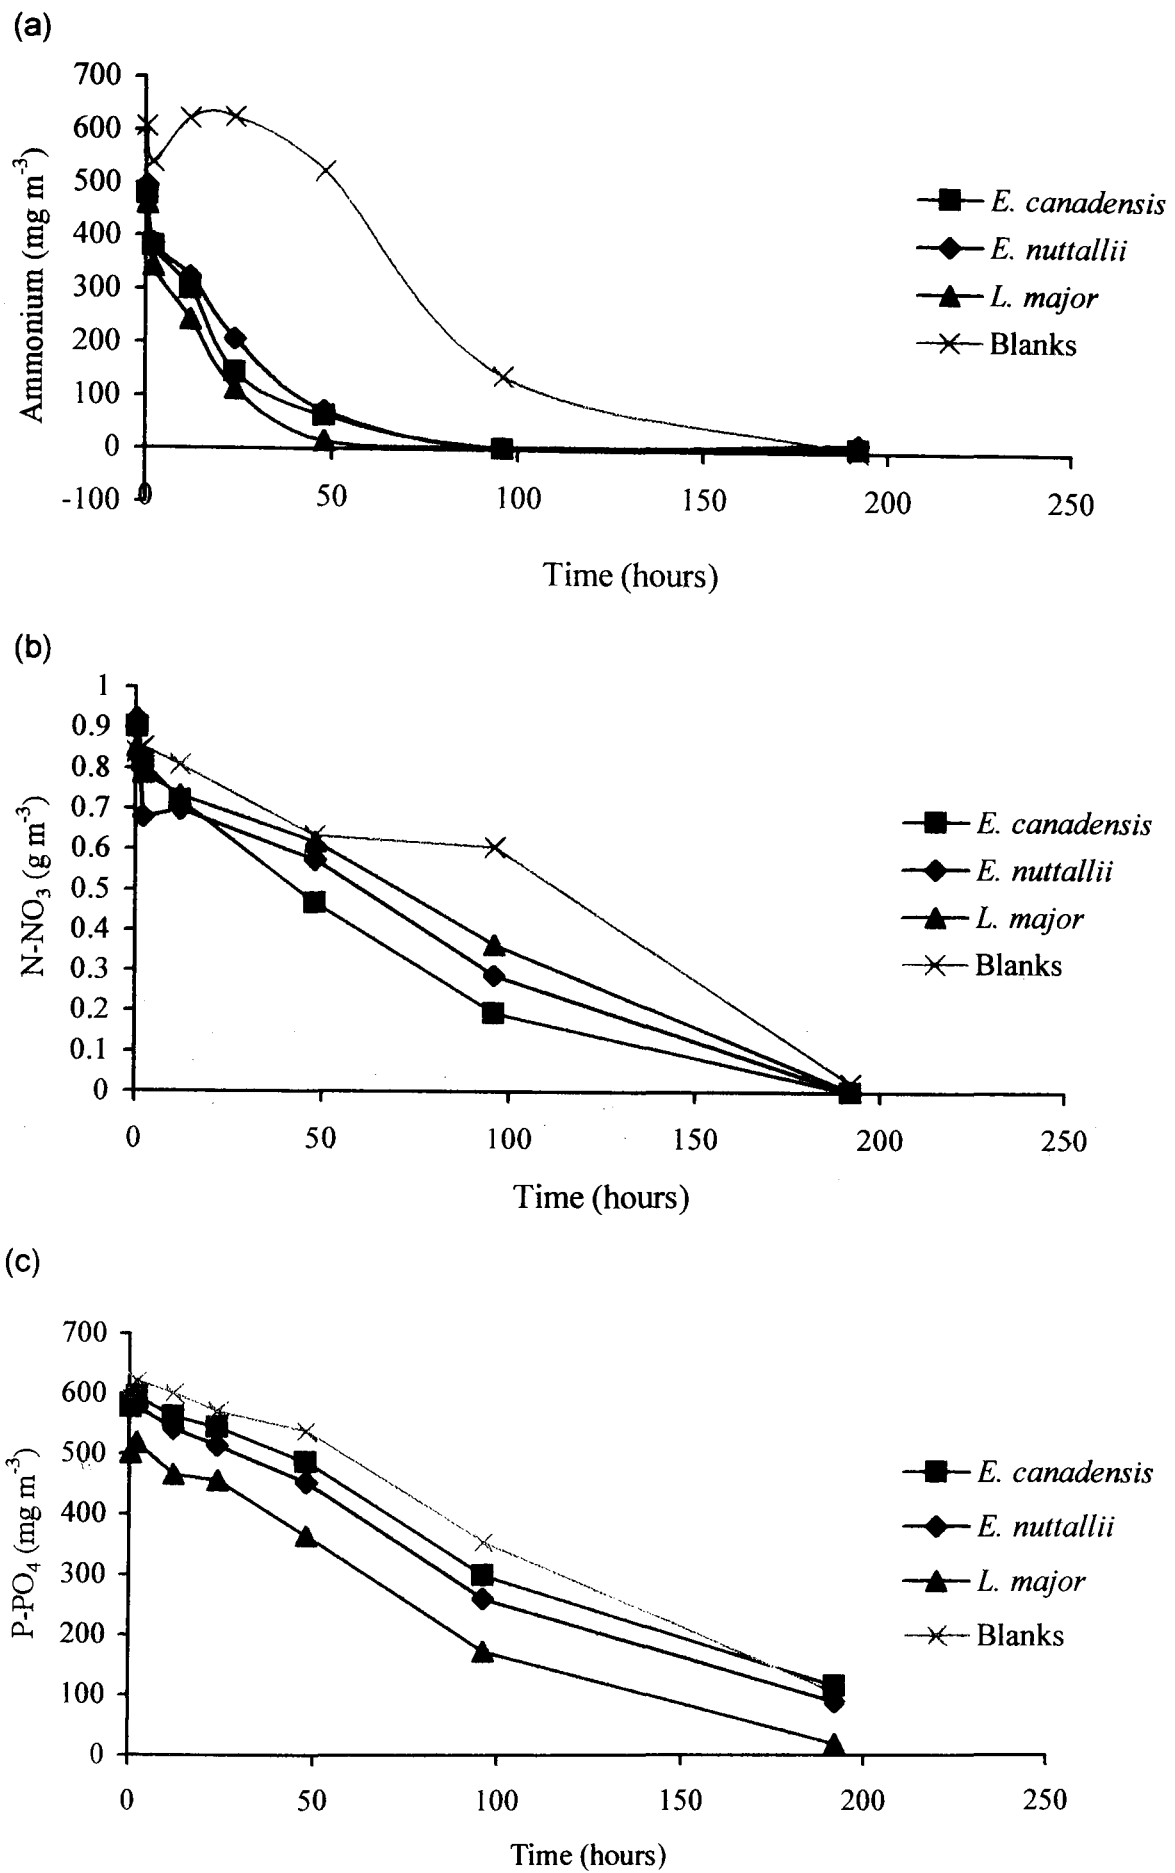 (a)
700
600
500
400
300
200
100
0
-100
Ammonium (mg m⁻³)
0 50 100 150 200 250
Time (hours)
E. canadensis
E. nuttallii
L. major
Blanks
(b)
1
0.9
0.8
0.7
0.6
0.5
0.4
0.3
0.2
0.1
0
N-NO₃ (g m⁻³)
0 50 100 150 200 250
Time (hours)
E. canadensis
E. nuttallii
L. major
Blanks
(c)
700
600
500
400
300
200
100
0
P-PO₄ (mg m⁻³)
0 50 100 150 200 250
Time (hours)
E. canadensis
E. nuttallii
L. major
Blanks